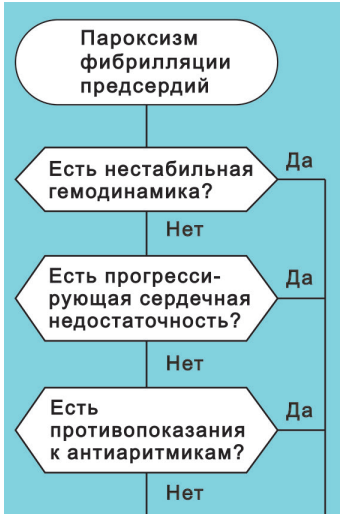 Пароксизм
фибрилляции
предсердий
Есть нестабильная
гемодинамика?
Да
Нет
Есть прогресси-
рующая сердечная
недостаточность?
Да
Нет
Есть
противопоказания
к антиаритмикам?
Да
Нет